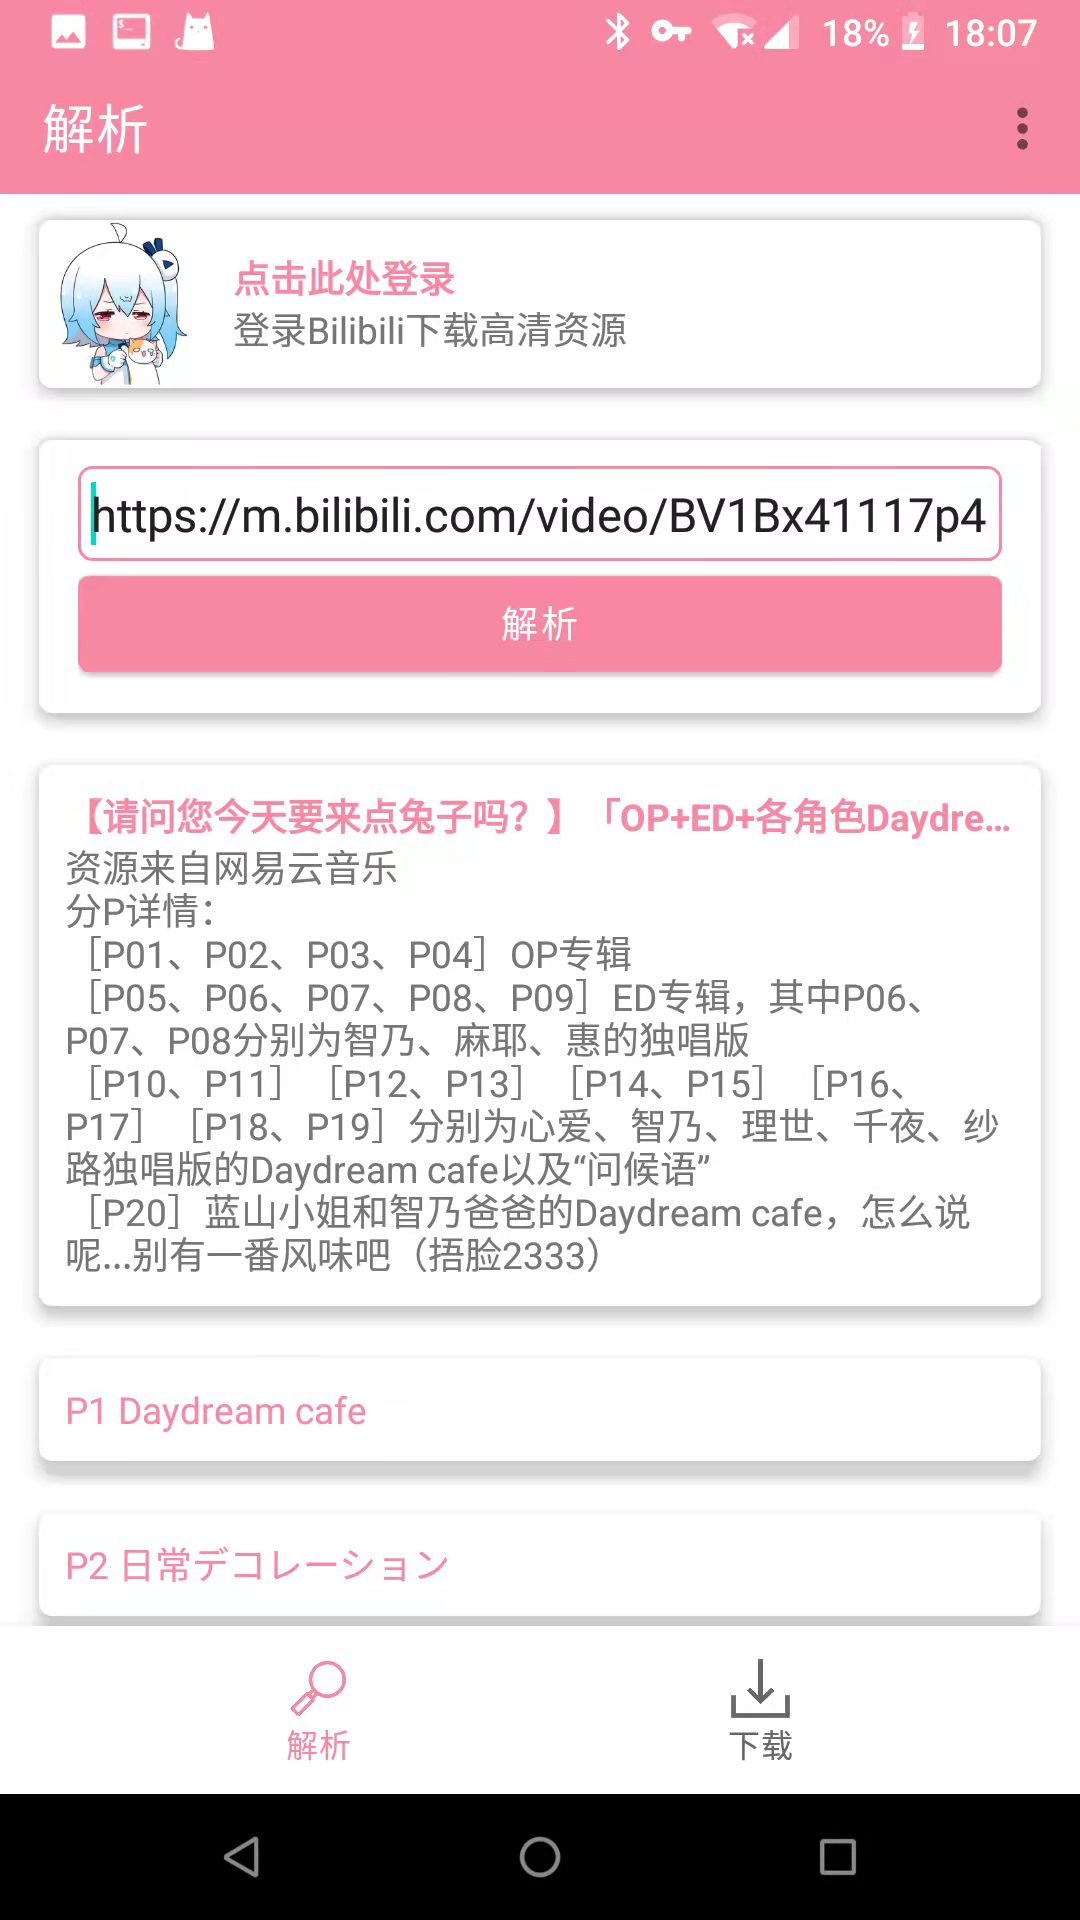 18% 18:07
解析
点击此处登录
登录Bilibili下载高清资源
https://m.bilibili.com/video/BV1Bx41117p4
解析
【请问您今天要来点兔子吗？】「OP+ED+各角色Daydre...
资源来自网易云音乐
分P详情：
［P01、P02、P03、P04］OP专辑
［P05、P06、P07、P08、P09］ED专辑，其中P06、
P07、P08分别为智乃、麻耶、惠的独唱版
［P10、P11］［P12、P13］［P14、P15］［P16、
P17］［P18、P19］分别为心爱、智乃、理世、千夜、纱
路独唱版的Daydream cafe以及“问候语”
［P20］蓝山小姐和智乃爸爸的Daydream cafe，怎么说
呢...别有一番风味吧（捂脸2333）
P1 Daydream cafe
P2 日常デコレーション
解析
下载